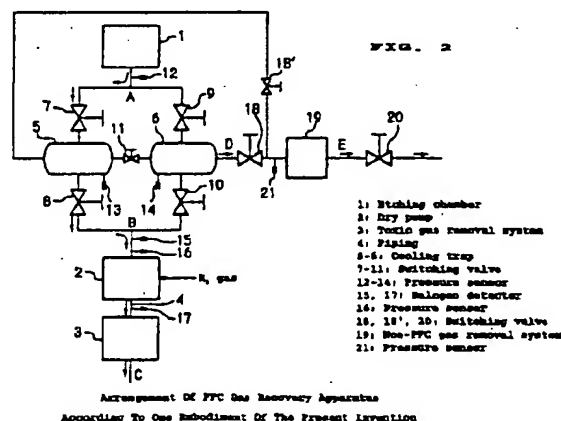 FIG. 2
1
12
18'
A
7
9
18
19
20
5
11
6
D
E
21
8
13
14
10
B
15
16
2
N₂ gas
4
17
3
C
1: Etching chamber
2: Dry pump
3: Toxic gas removal system
4: Piping
5-6: Cooling trap
7-11: Switching valve
12-14: Pressure sensor
15, 17: Halogen detector
16: Pressure sensor
18, 18', 20: Switching valve
19: Non-PFC gas removal system
21: Pressure sensor
Arrangement Of PFC Gas Recovery Apparatus
According To One Embodiment Of The Present Invention